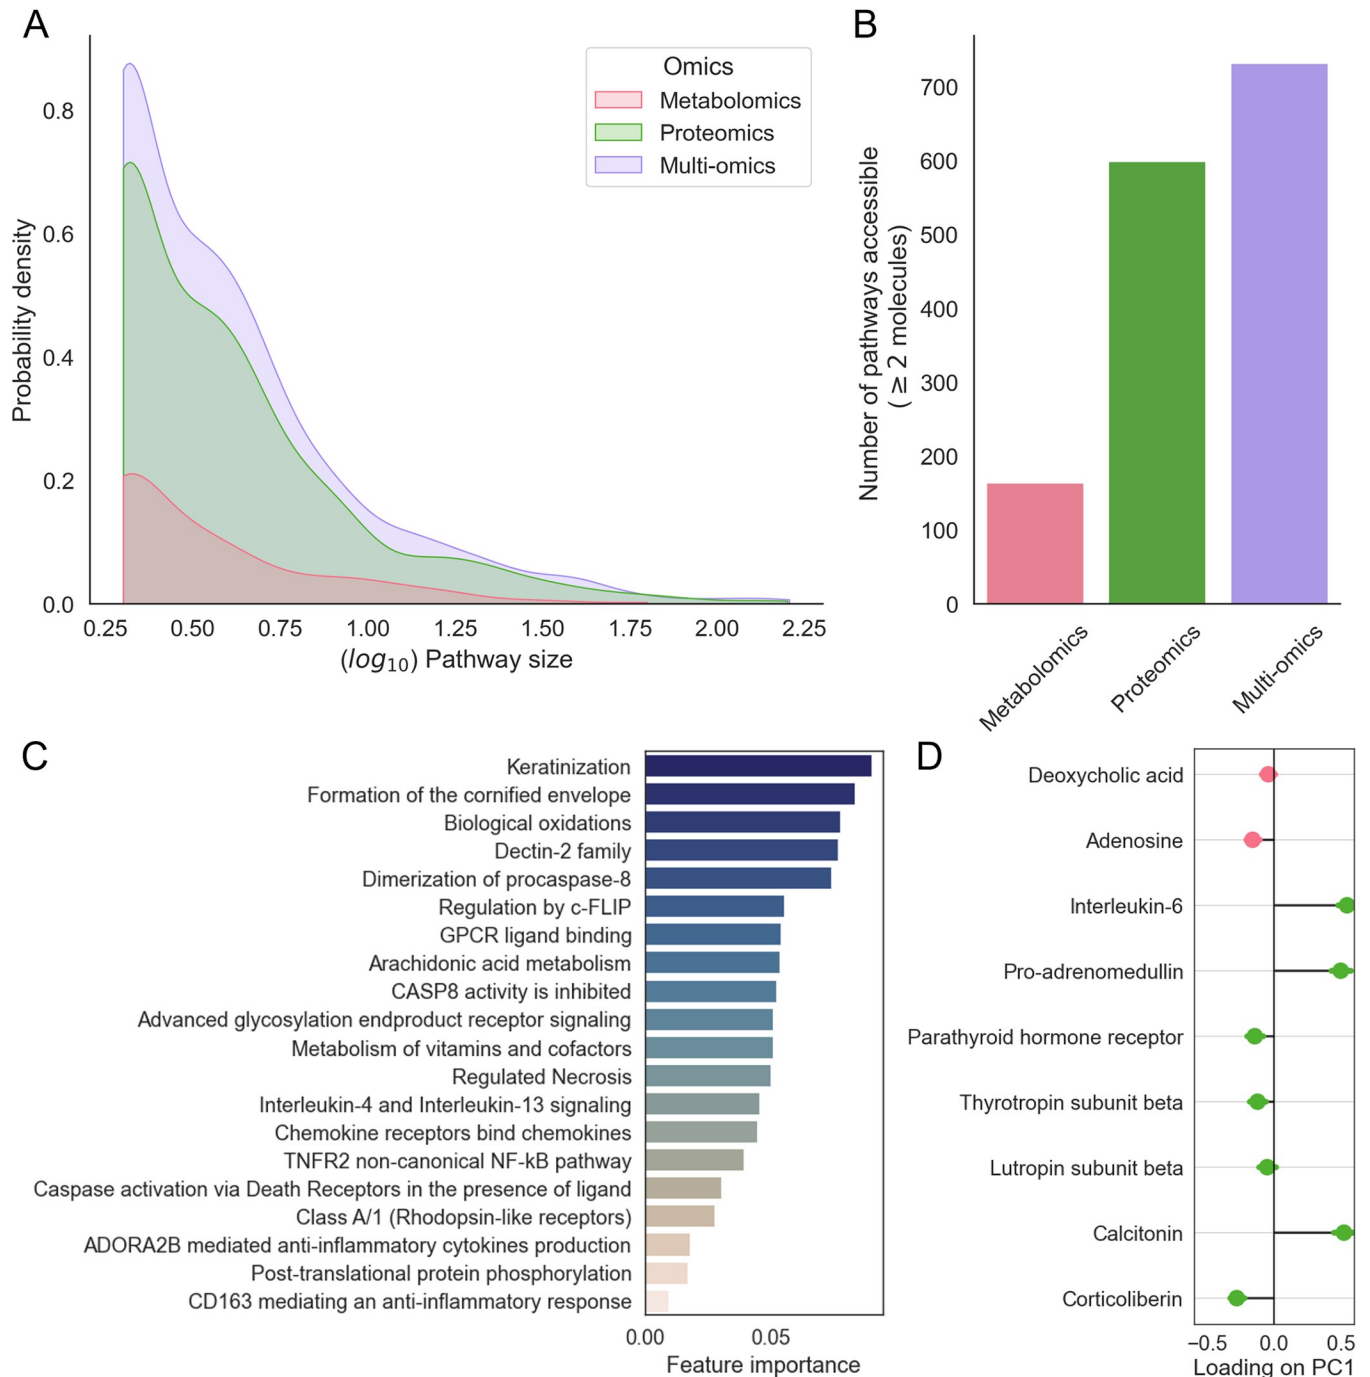 A
Omics
Metabolomics
Proteomics
Multi-omics
Probability density
0.8
0.6
0.4
0.2
0.0
0.25 0.50 0.75 1.00 1.25 1.50 1.75 2.00 2.25
(log10) Pathway size
B
Number of pathways accessible
( ≥ 2 molecules)
700
600
500
400
300
200
100
0
Metabolomics
Proteomics
Multi-omics
C
Keratinization
Formation of the cornified envelope
Biological oxidations
Dectin-2 family
Dimerization of procaspase-8
Regulation by c-FLIP
GPCR ligand binding
Arachidonic acid metabolism
CASP8 activity is inhibited
Advanced glycosylation endproduct receptor signaling
Metabolism of vitamins and cofactors
Regulated Necrosis
Interleukin-4 and Interleukin-13 signaling
Chemokine receptors bind chemokines
TNFR2 non-canonical NF-kB pathway
Caspase activation via Death Receptors in the presence of ligand
Class A/1 (Rhodopsin-like receptors)
ADORA2B mediated anti-inflammatory cytokines production
Post-translational protein phosphorylation
CD163 mediating an anti-inflammatory response
0.00 0.05
Feature importance
D
Deoxycholic acid
Adenosine
Interleukin-6
Pro-adrenomedullin
Parathyroid hormone receptor
Thyrotropin subunit beta
Lutropin subunit beta
Calcitonin
Corticoliberin
−0.5 0.0 0.5
Loading on PC1